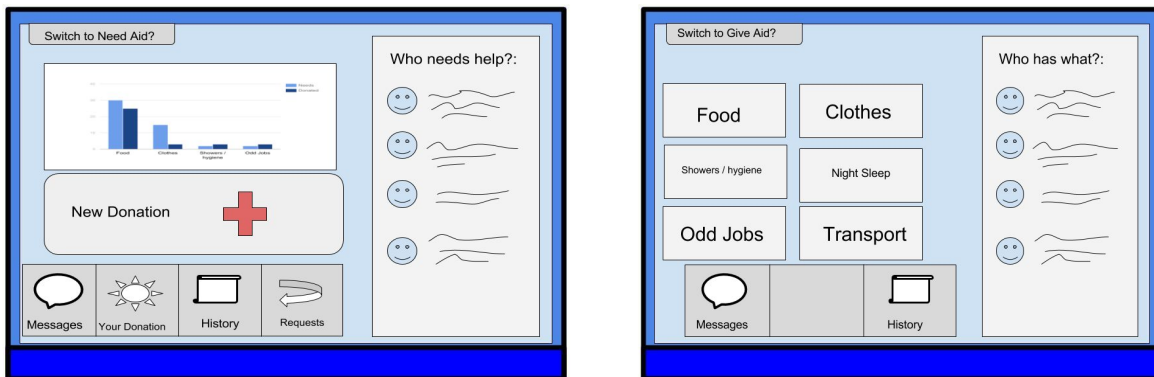 Switch to Need Aid?
Needs
Donated
Food
Clothes
Showers /
hygiene
Odd Jobs
New Donation
Messages
Your Donation
History
Requests
Who needs help?:
Switch to Give Aid?
Food
Clothes
Showers / hygiene
Night Sleep
Odd Jobs
Transport
Messages
History
Who has what?: